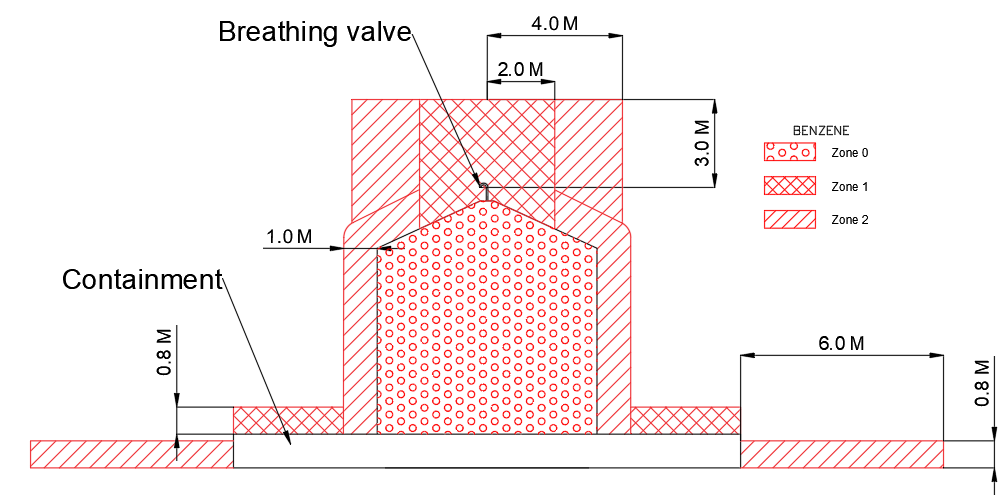 Breathing valve
4.0 M
2.0 M
3.0 M
BENZENE
Zone 0
Zone 1
Zone 2
1.0 M
Containment
0.8 M
6.0 M
0.8 M